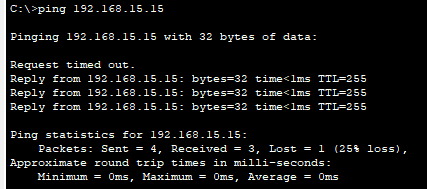 C:\>ping 192.168.15.15
Pinging 192.168.15.15 with 32 bytes of data:
Request timed out.
Reply from 192.168.15.15: bytes=32 time<1ms TTL=255
Reply from 192.168.15.15: bytes=32 time<1ms TTL=255
Reply from 192.168.15.15: bytes=32 time<1ms TTL=255
Ping statistics for 192.168.15.15:
Packets: Sent = 4, Received = 3, Lost = 1 (25% loss),
Approximate round trip times in milli-seconds:
Minimum = 0ms, Maximum = 0ms, Average = 0ms